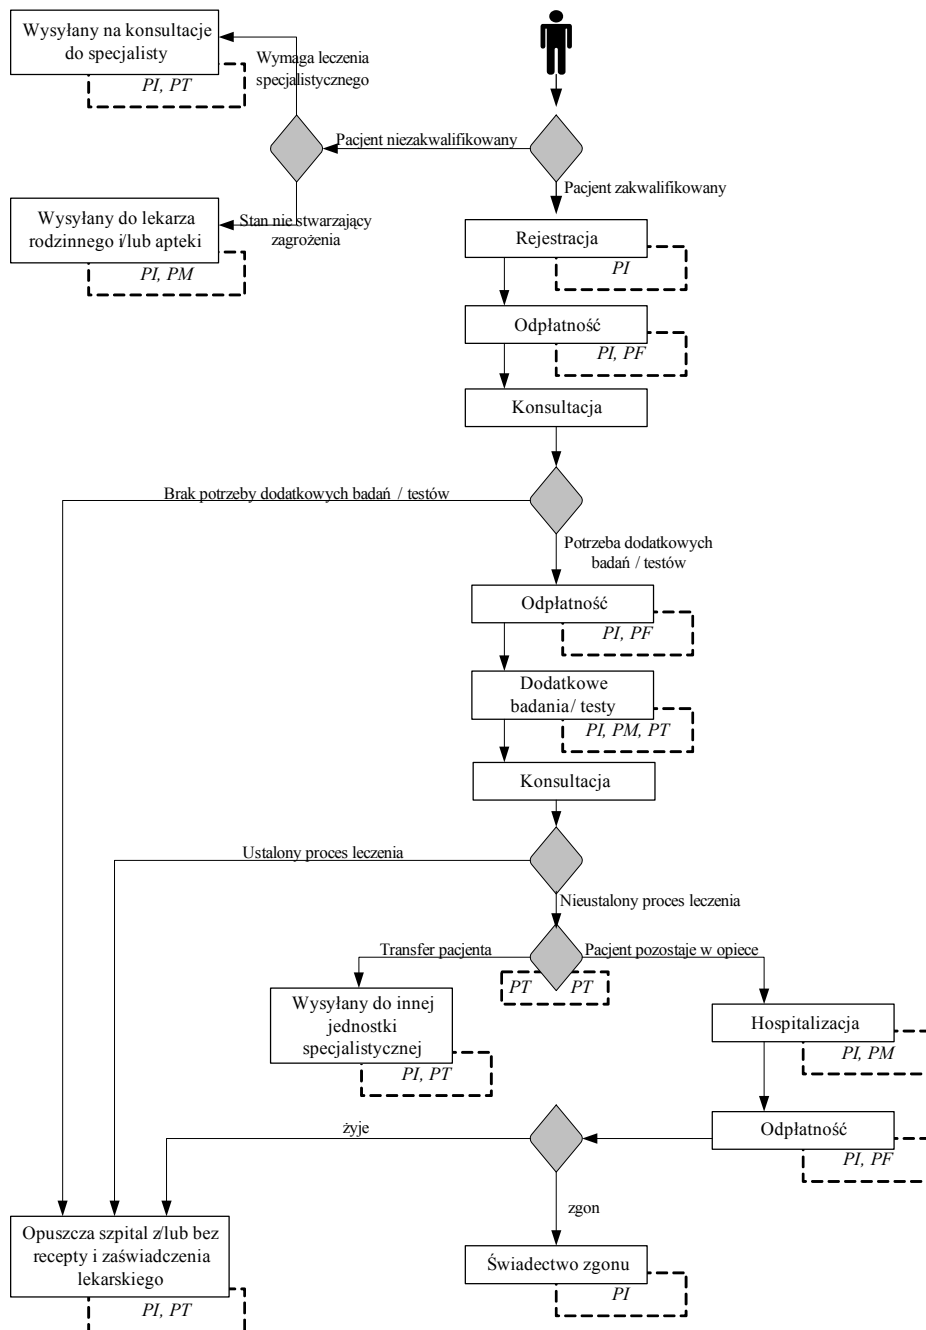 Wysyłany na konsultacje
do specjalisty
PI, PT
Wymaga leczenia
specjalistycznego
Pacjent niezakwalifikowany
Pacjent zakwalifikowany
Wysyłany do lekarza
rodzinnego i/lub apteki
PI, PM
Stan nie stwarzający
zagrożenia
Rejestracja
PI
Odpłatność
PI, PF
Konsultacja
Brak potrzeby dodatkowych badań / testów
Potrzeba dodatkowych
badań / testów
Odpłatność
PI, PF
Dodatkowe
badania/ testy
PI, PM, PT
Konsultacja
Ustalony proces leczenia
Nieustalony proces leczenia
Transfer pacjenta
Pacjent pozostaje w opiece
PT PT
Wysyłany do innej
jednostki
specjalistycznej
PI, PT
Hospitalizacja
PI, PM
Odpłatność
PI, PF
żyje
zgon
Opuszcza szpital z/lub bez
recepty i zaświadczenia
lekarskiego
PI, PT
Świadectwo zgonu
PI